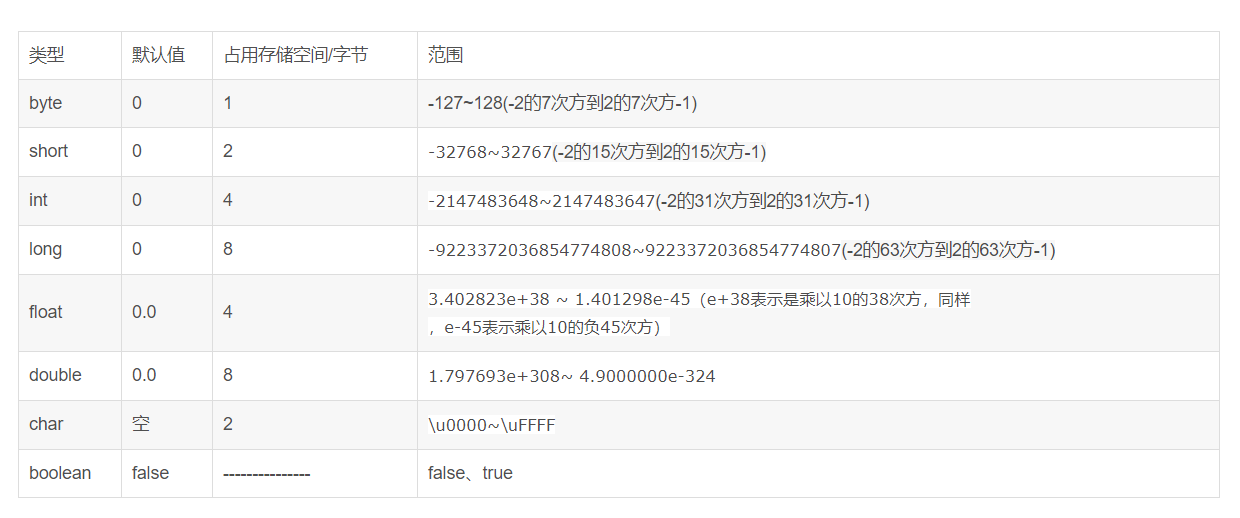 类型 默认值 占用存储空间/字节 范围
byte 0 1 -127~128(-2的7次方到2的7次方-1)
short 0 2 -32768~32767(-2的15次方到2的15次方-1)
int 0 4 -2147483648~2147483647(-2的31次方到2的31次方-1)
long 0 8 -9223372036854774808~9223372036854774807(-2的63次方到2的63次方-1)
float 0.0 4 3.402823e+38 ~ 1.401298e-45（e+38表示是乘以10的38次方，同样
，e-45表示乘以10的负45次方）
double 0.0 8 1.797693e+308~ 4.9000000e-324
char 空 2 \u0000~\uFFFF
boolean false --------------- false、true